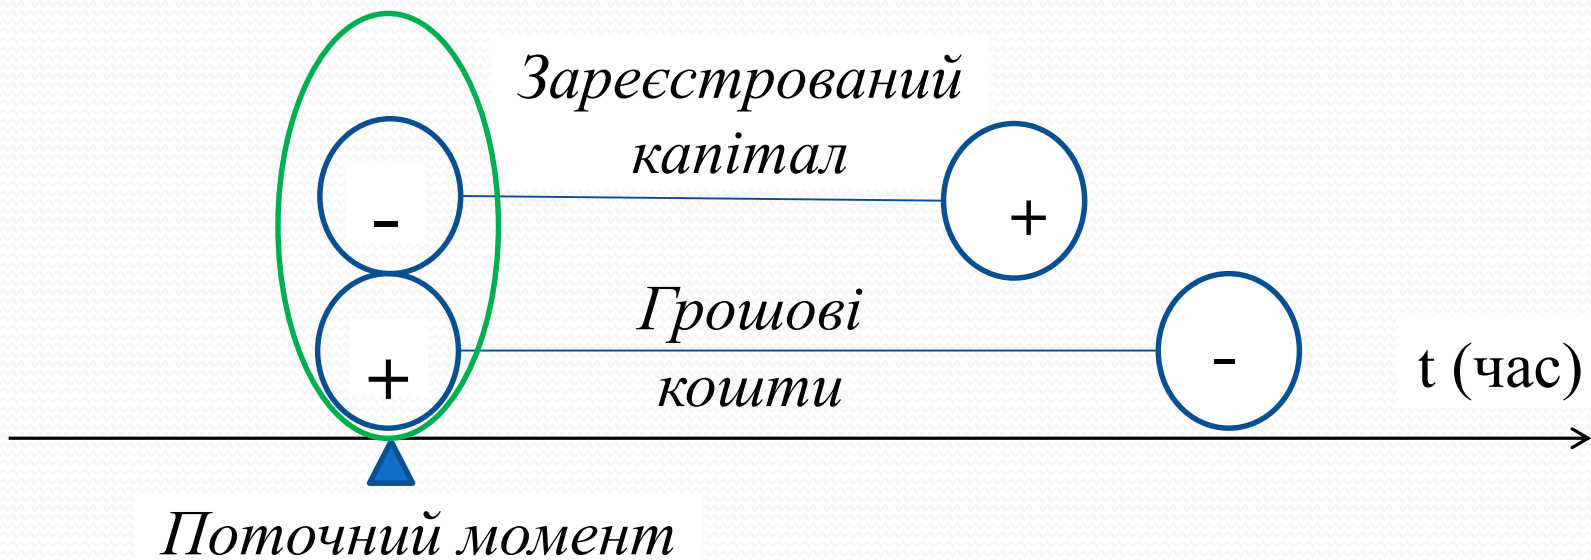 Зареєстрований
капітал
-
+
Грошові
кошти
+
-
t (час)
Поточний момент